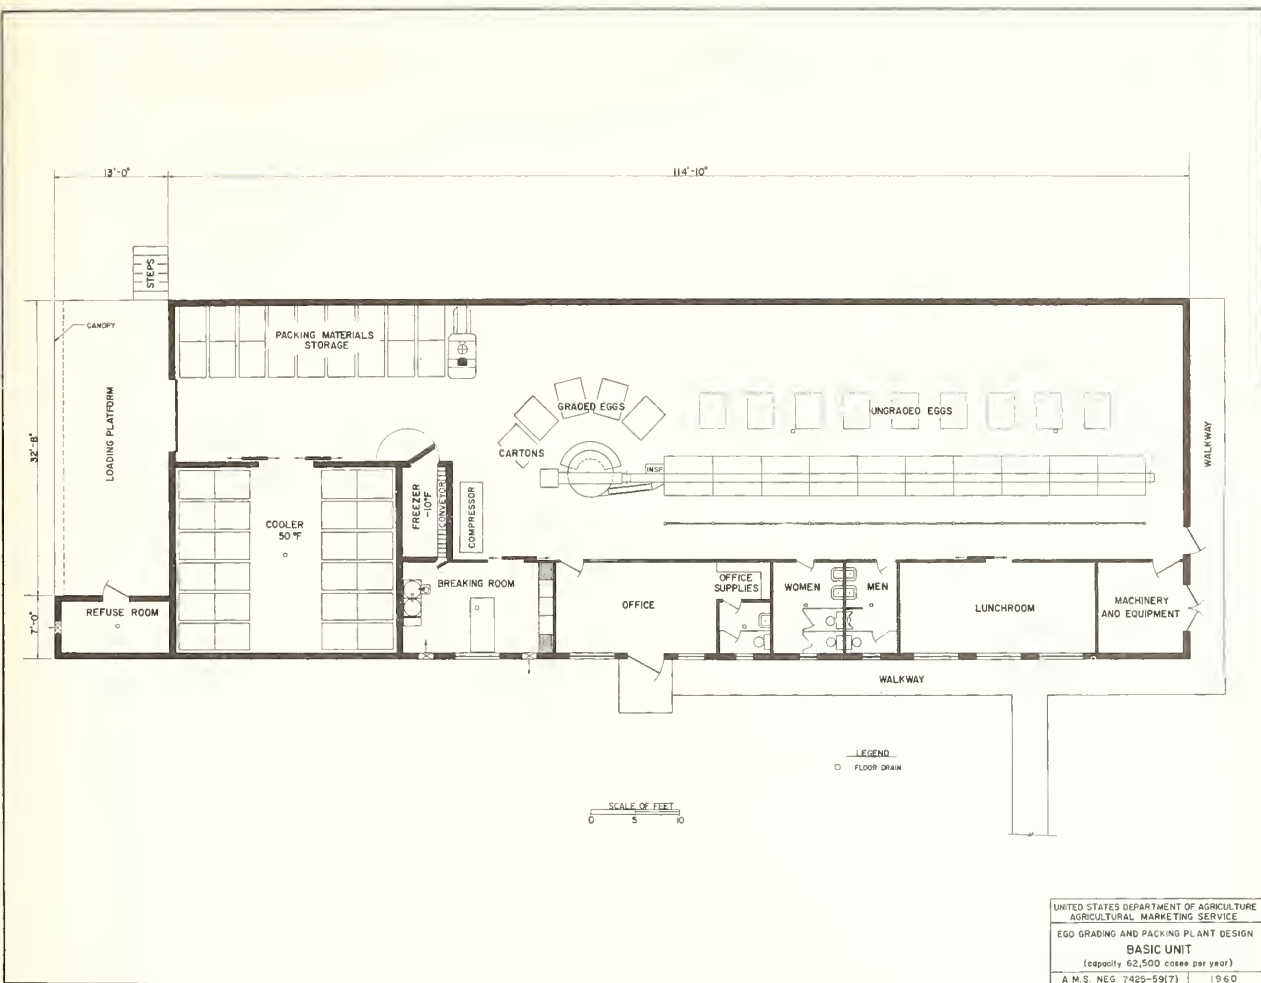 13'-0"
114'-10"
STEPS
CANOPY
PACKING MATERIALS
STORAGE
LOADING PLATFORM
32'-8"
GRADED EGGS
UNGRADED EGGS
CARTONS
INSP
WALKWAY
FREEZER
-10°F
CONVEYOR
COMPRESSOR
COOLER
50°F
BREAKING ROOM
OFFICE
OFFICE
SUPPLIES
WOMEN
MEN
LUNCHROOM
MACHINERY
AND EQUIPMENT
REFUSE ROOM
7'-0"
WALKWAY
LEGEND
FLOOR DRAIN
SCALE OF FEET
0 5 10
UNITED STATES DEPARTMENT OF AGRICULTURE
AGRICULTURAL MARKETING SERVICE
EGG GRADING AND PACKING PLANT DESIGN
BASIC UNIT
(capacity 62,500 cases per year)
A.M.S. NEG 7425-59(7) 1960